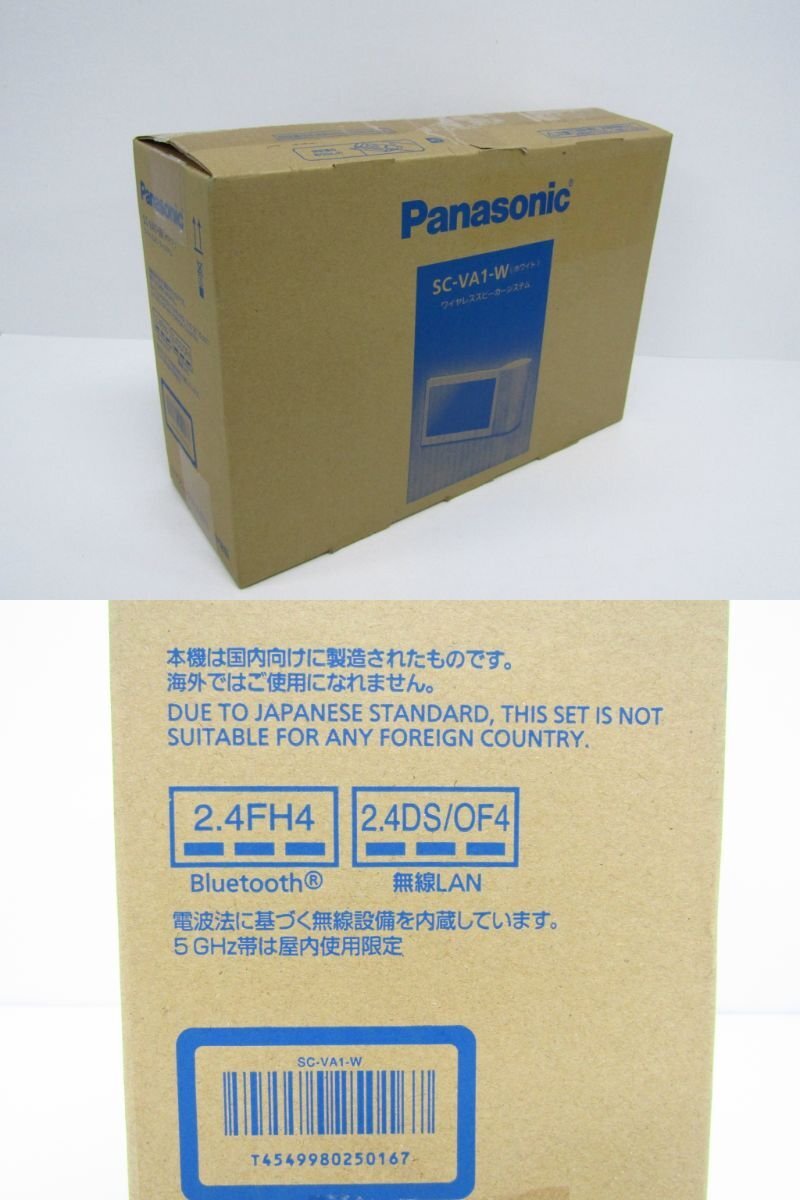 Panasonic®
SC-VA1-W(ホワイト)
ワイヤレススピーカーシステム
Panasonic
本機は国内向けに製造されたものです。
海外ではご使用になれません。
DUE TO JAPANESE STANDARD, THIS SET IS NOT
SUITABLE FOR ANY FOREIGN COUNTRY.
2.4FH4
2.4DS/OF4
Bluetooth®
無線LAN
電波法に基づく無線設備を内蔵しています。
5GHz帯は屋内使用限定
SC-VA1-W
T4549980250167